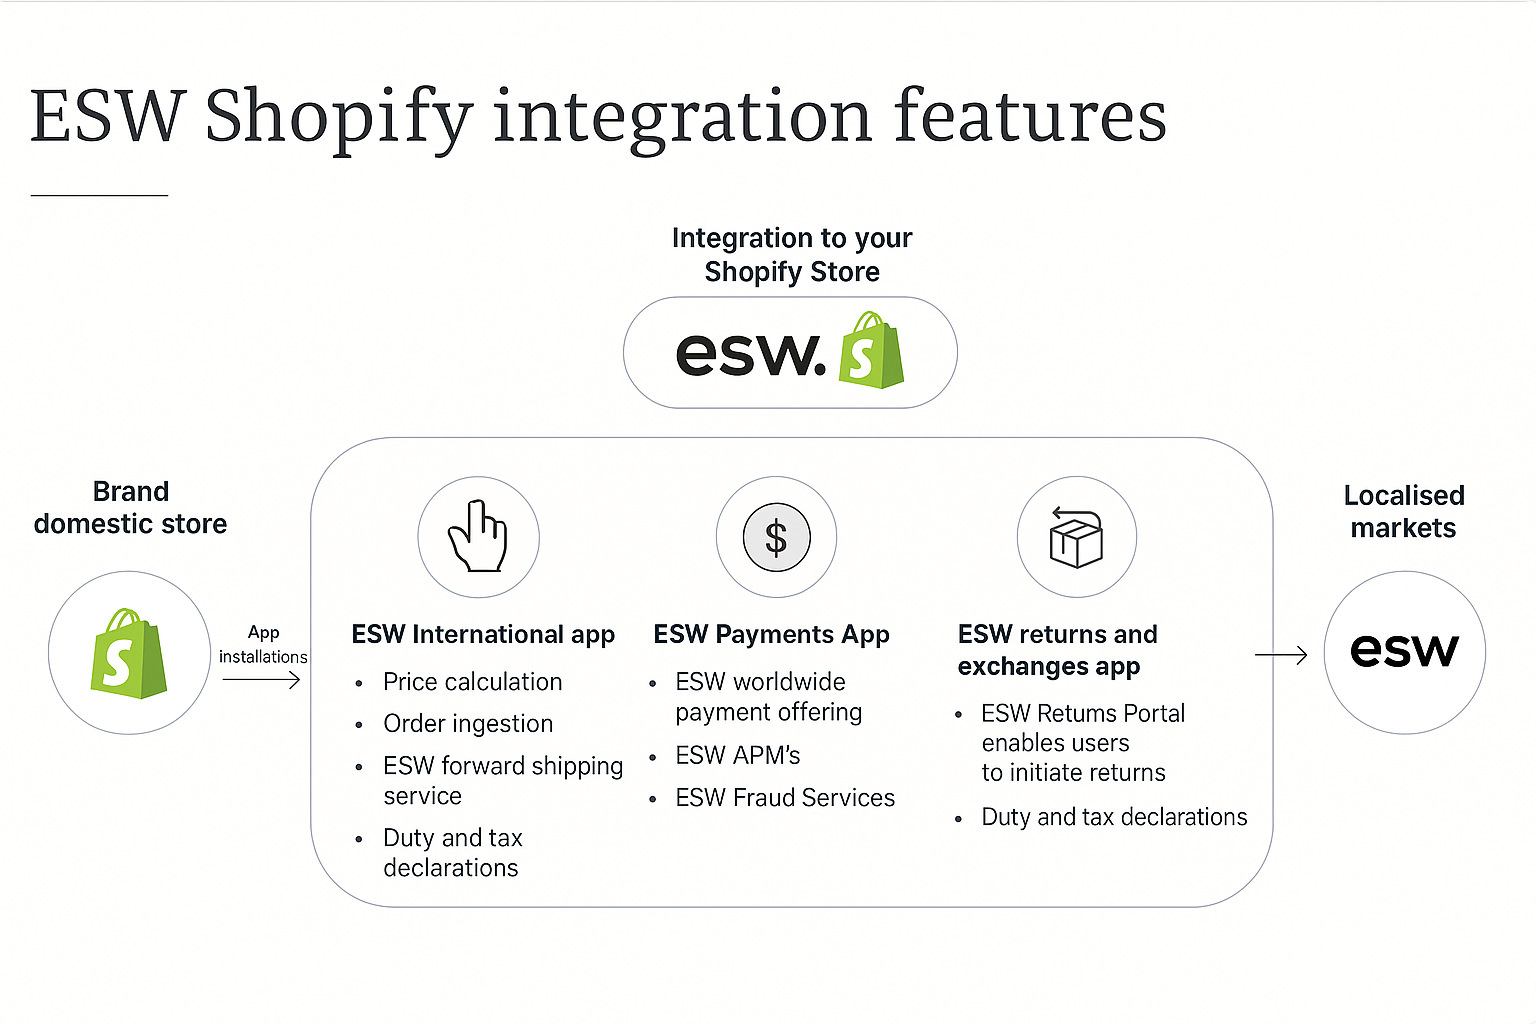 ESW Shopify integration features
Integration to your
Shopify Store
esw.
S
Brand
domestic store
S
App
installations
ESW International app
• Price calculation
• Order ingestion
• ESW forward shipping
service
• Duty and tax
declarations
$
ESW Payments App
• ESW worldwide
payment offering
• ESW APM's
• ESW Fraud Services
ESW returns and
exchanges app
• ESW Retums Portal
enables users
to initiate returns
• Duty and tax declarations
Localised
markets
esw